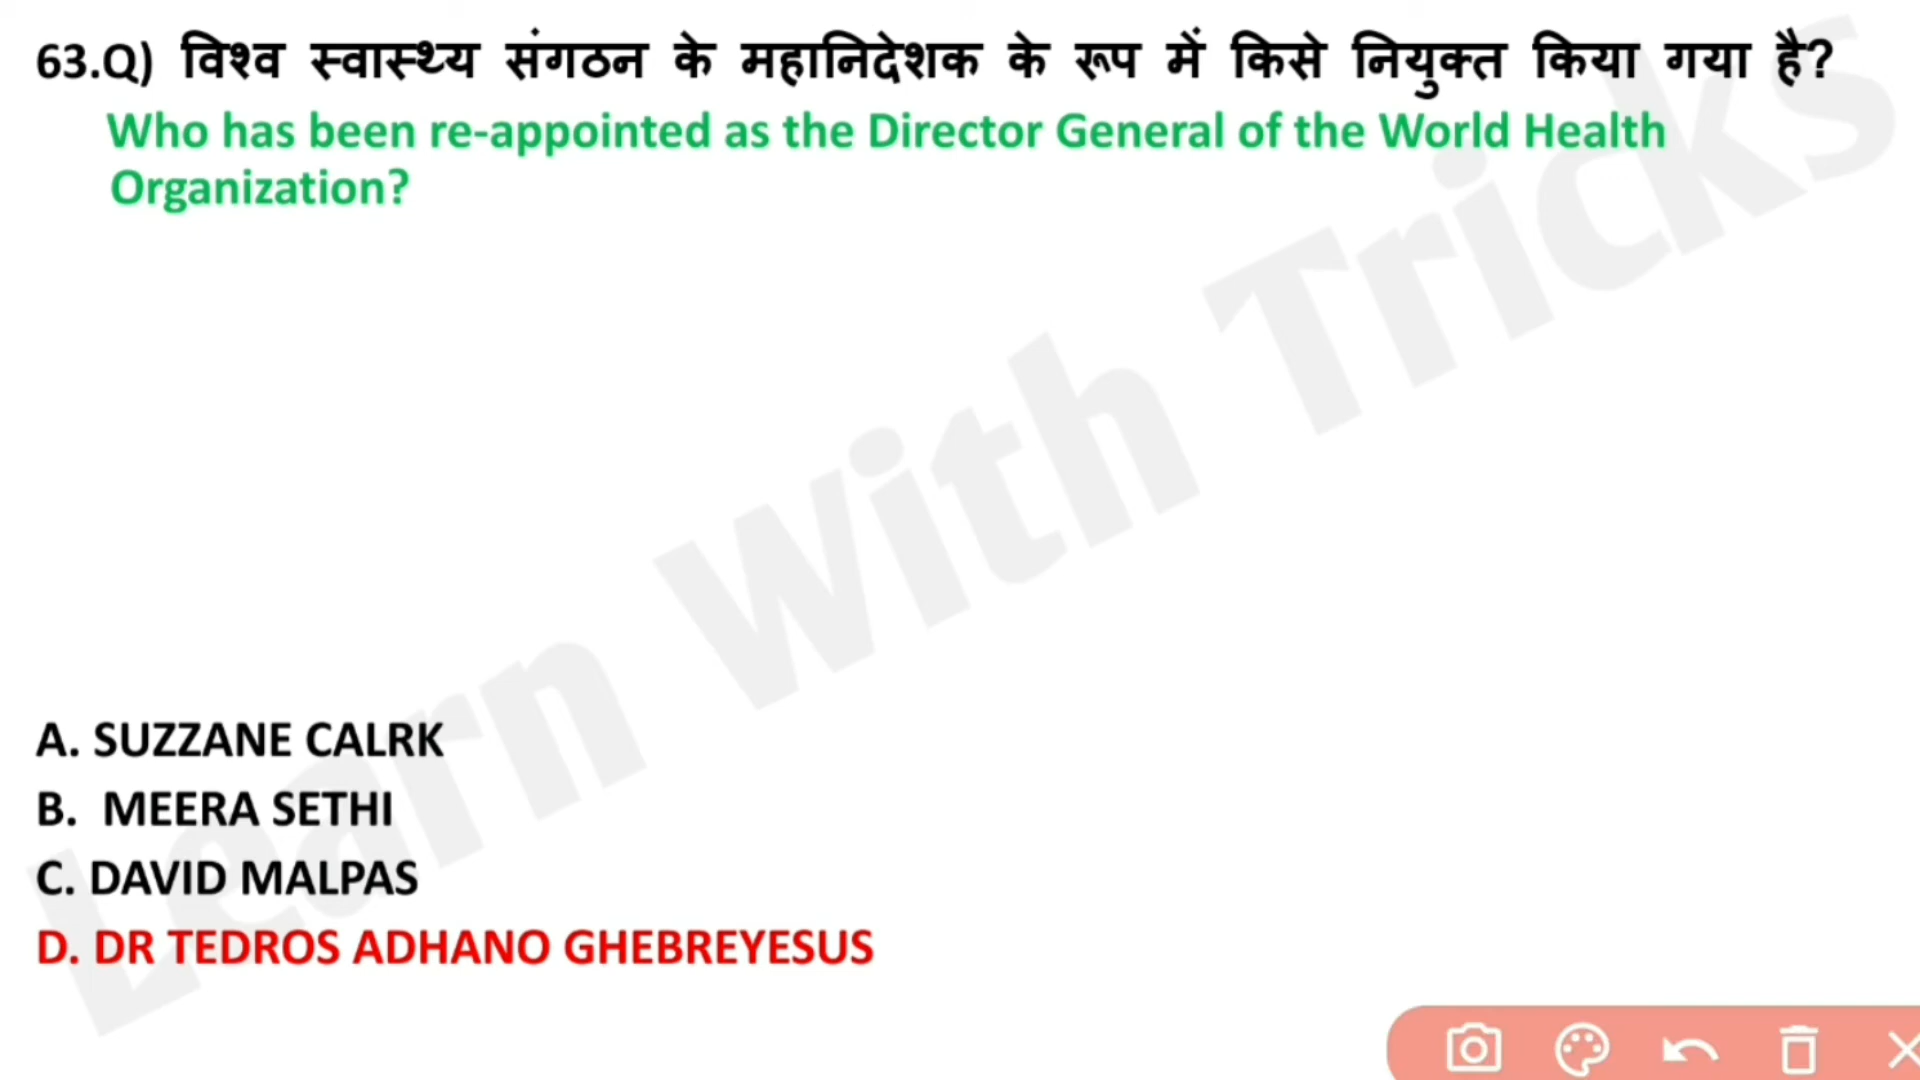 63.Q) विश्व स्वास्थ्य संगठन के महानिदेशक के रूप में किसे नियुक्त किया गया है?
Who has been re-appointed as the Director General of the World Health
Organization?
Learn With Tricks
A. SUZZANE CALRK
B. MEERA SETHI
C. DAVID MALPAS
D. DR TEDROS ADHANO GHEBREYESUS